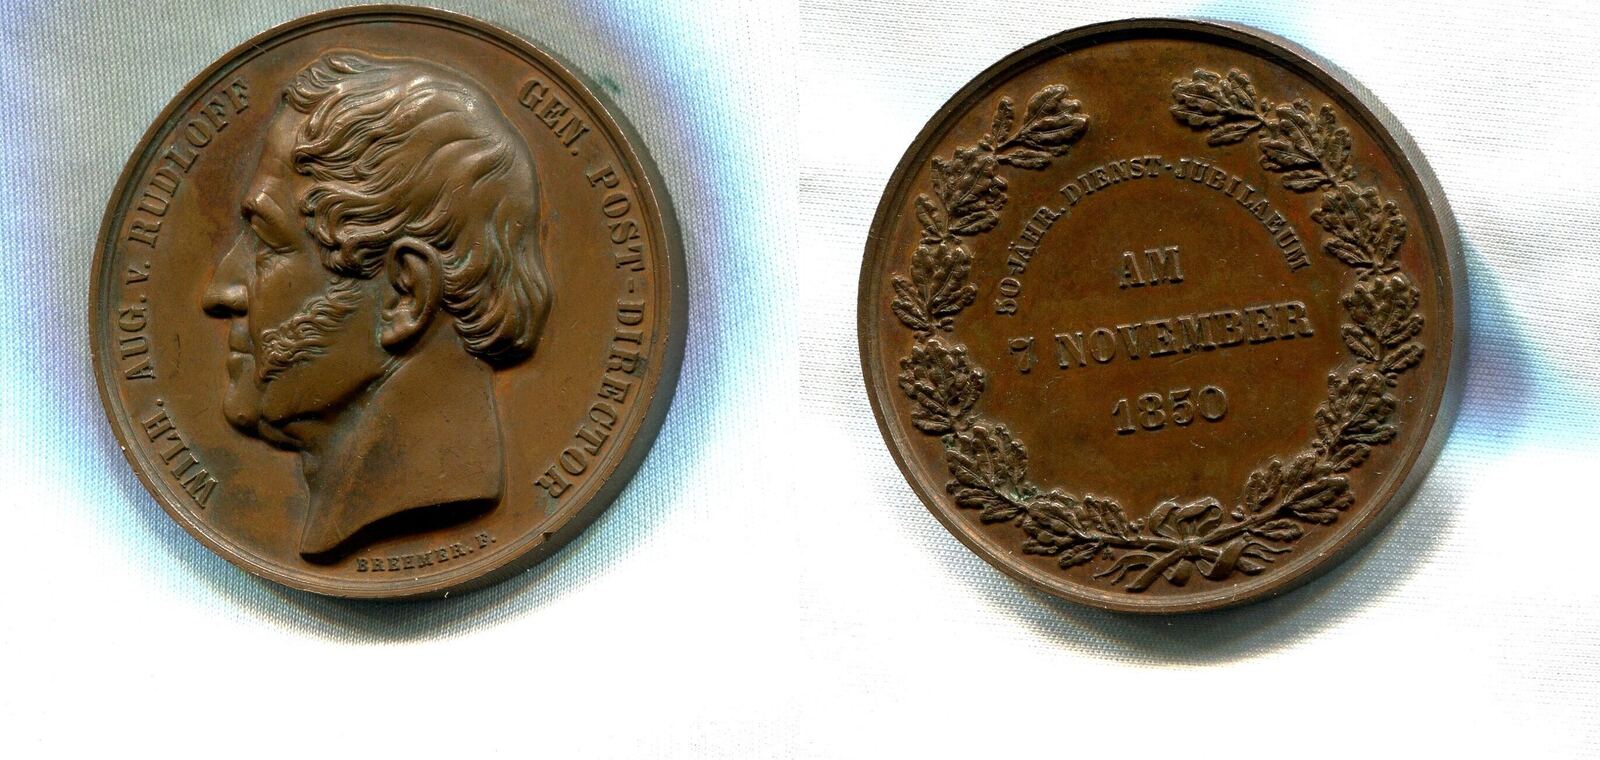 WILH. AUG. v. RUDLOFF GEN. POST-DIRECTOR
BREHMER. F.
50 JÄHR. DIENST-JUBILAEUM
AM
7 NOVEMBER
1850